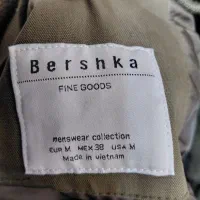 Bershka
FINE GOODS
menswear collection
EUR M MEX 38 USA M
Made in vietnam